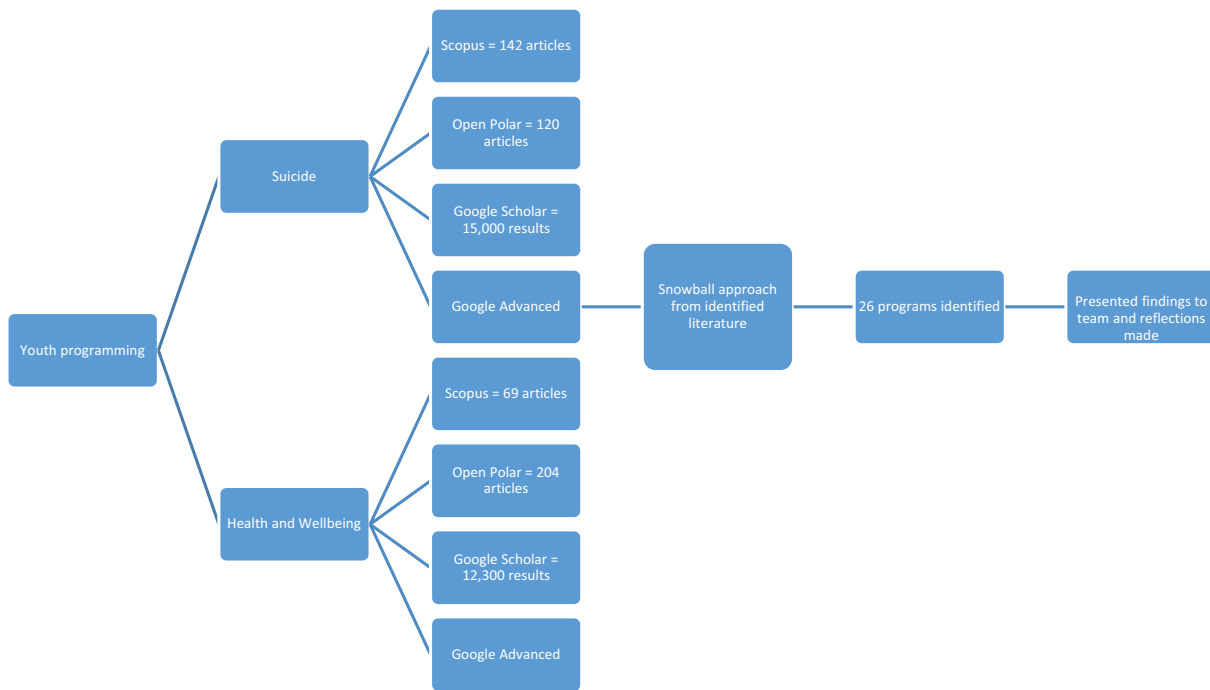 Scopus = 142 articles
Open Polar = 120
articles
Suicide
Google Scholar =
15,000 results
Google Advanced
Snowball approach
from identified
literature
26 programs identified
Presented findings to
team and reflections
made
Youth programming
Scopus = 69 articles
Open Polar = 204
articles
Health and Wellbeing
Google Scholar =
12,300 results
Google Advanced